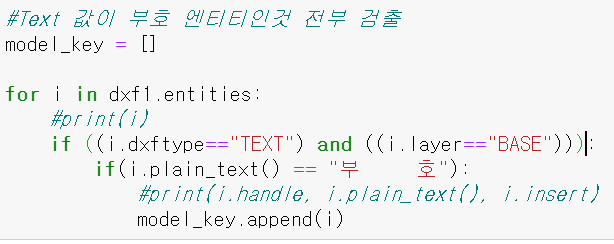 #Text 값이 부호 엔티티인것 전부 검출
model_key = []
for i in dxf1.entities:
    #print(i)
    if ((i.dxftype=="TEXT") and ((i.layer=="BASE"))):
        if(i.plain_text() == "부      호"):
            #print(i.handle, i.plain_text(), i.insert)
            model_key.append(i)